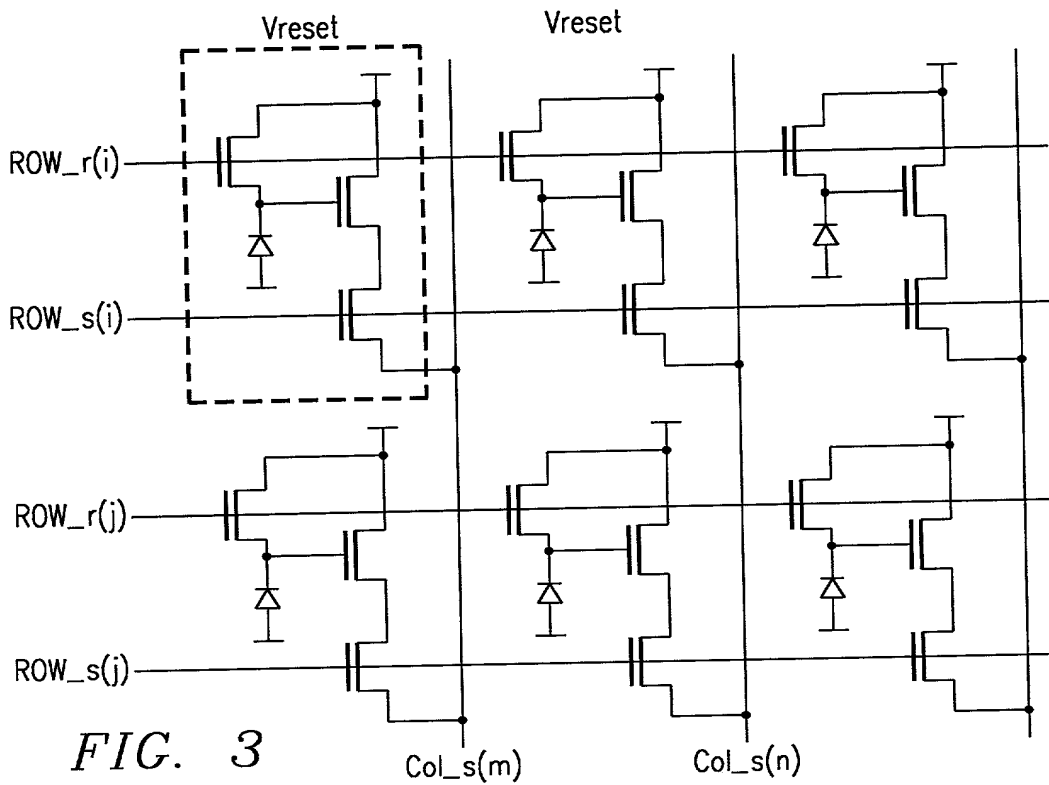 Vreset Vreset
ROW_r(i)
ROW_s(i)
ROW_r(j)
ROW_s(j)
FIG. 3
Col_s(m) Col_s(n)